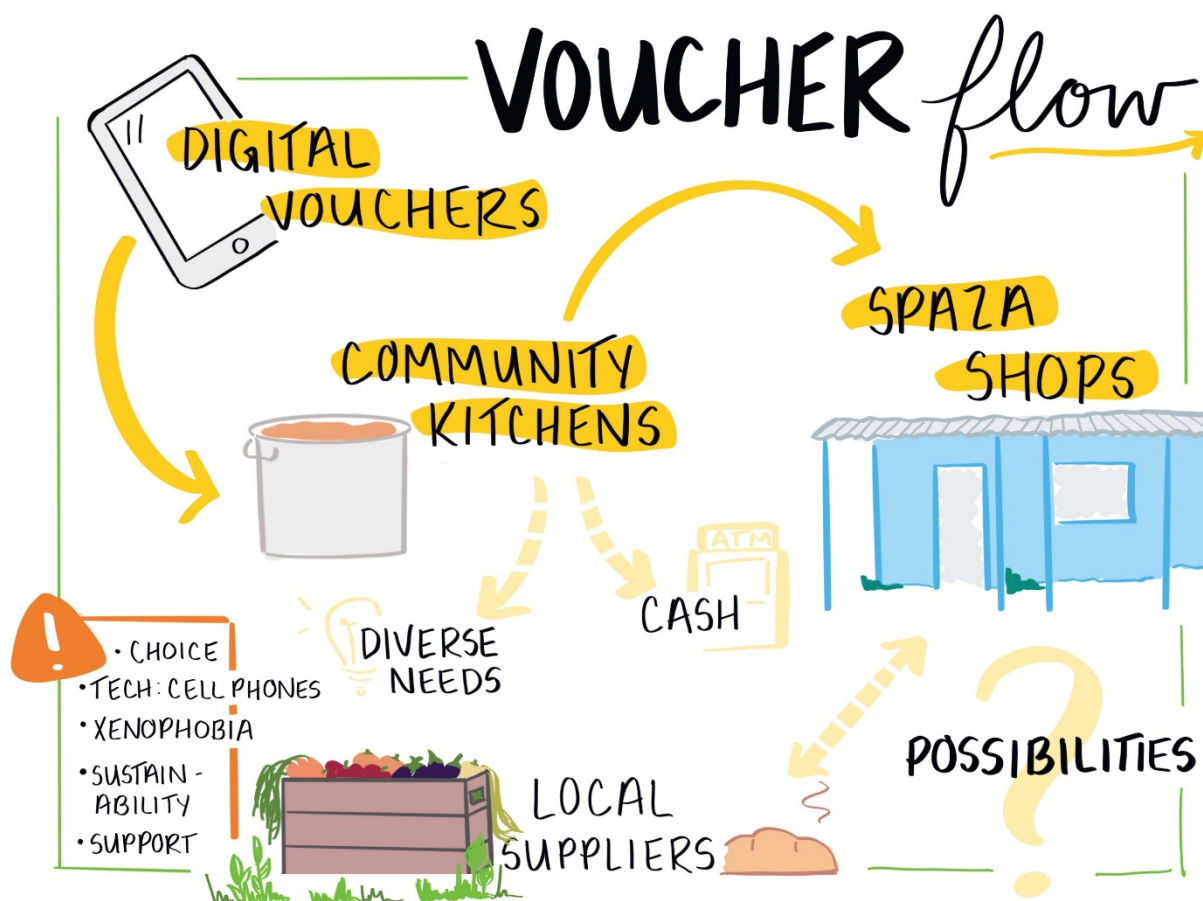 VOUCHER flow
DIGITAL
VOUCHERS
COMMUNITY
KITCHENS
SPAZA
SHOPS
ATM
CASH
DIVERSE
NEEDS
!
• CHOICE
• TECH: CELL PHONES
• XENOPHOBIA
• SUSTAIN-
ABILITY
• SUPPORT
LOCAL
SUPPLIERS
?
POSSIBILITIES